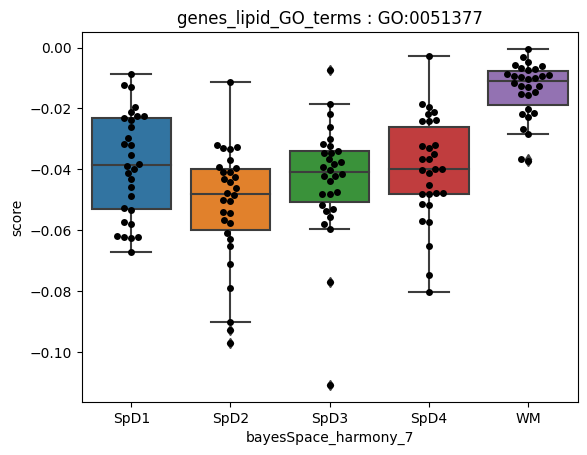 genes_lipid_GO_terms : GO:0051377
0.00
−0.02
−0.04
−0.06
−0.08
−0.10
score
SpD1 SpD2 SpD3 SpD4 WM
bayesSpace_harmony_7